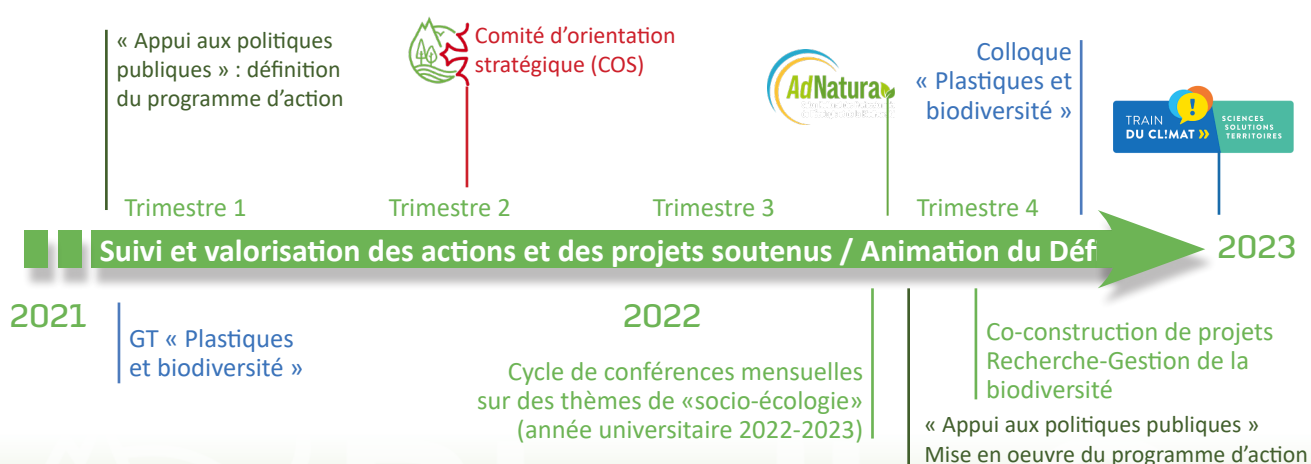 « Appui aux politiques
publiques » : définition
du programme d'action
Comité d'orientation
stratégique (COS)
AdNatura
Colloque
« Plastiques et
biodiversité »
TRAIN
DU CL!MAT »
!
SCIENCES
SOLUTIONS
TERRITOIRES
Trimestre 1
Trimestre 2
Trimestre 3
Trimestre 4
Suivi et valorisation des actions et des projets soutenus / Animation du Défi
2023
2021
2022
GT « Plastiques
et biodiversité »
Cycle de conférences mensuelles
sur des thèmes de «socio-écologie»
(année universitaire 2022-2023)
Co-construction de projets
Recherche-Gestion de la
biodiversité
« Appui aux politiques publiques »
Mise en oeuvre du programme d'action